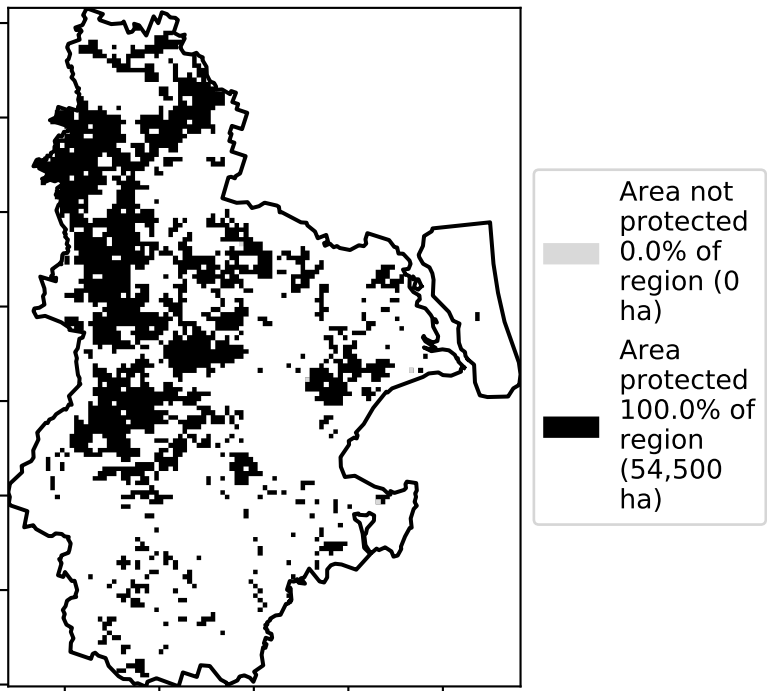 Area not
protected
0.0% of
region (0
ha)
Area
protected
100.0% of
region
(54,500
ha)